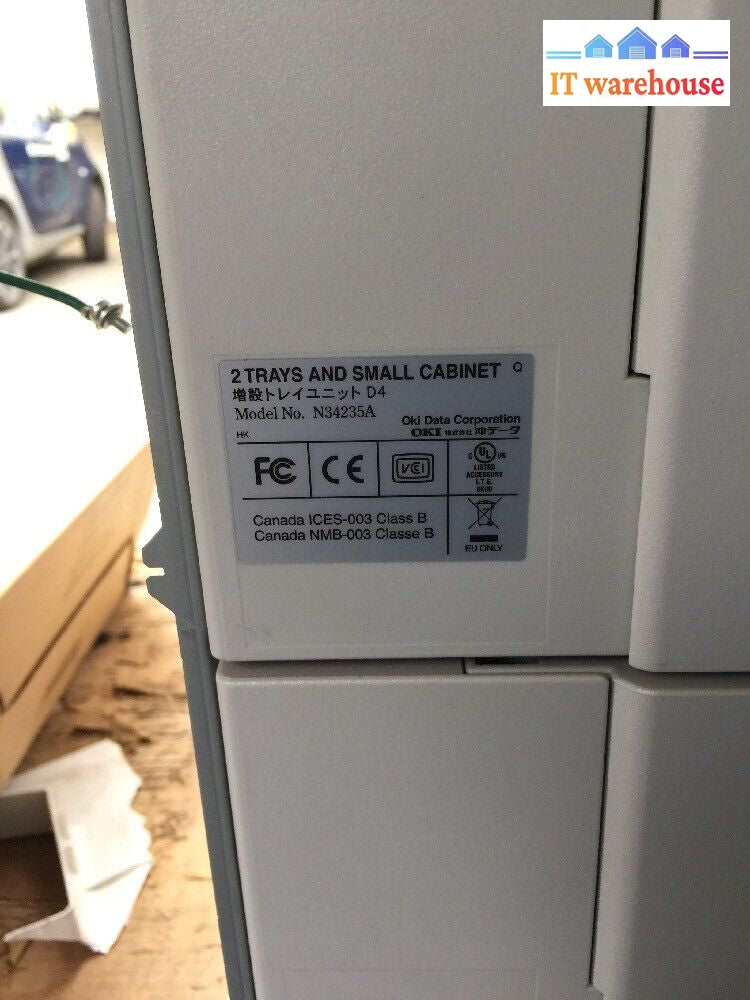 IT warehouse
2 TRAYS AND SMALL CABINET Q
増設トレイユニット D4
Model No. N34235A
Oki Data Corporation
OKI 株式会社 沖データ
HK
FC CE VCI
C UL US
LISTED
ACCESSORY
I.T.E.
Canada ICES-003 Class B
Canada NMB-003 Classe B
EU ONLY